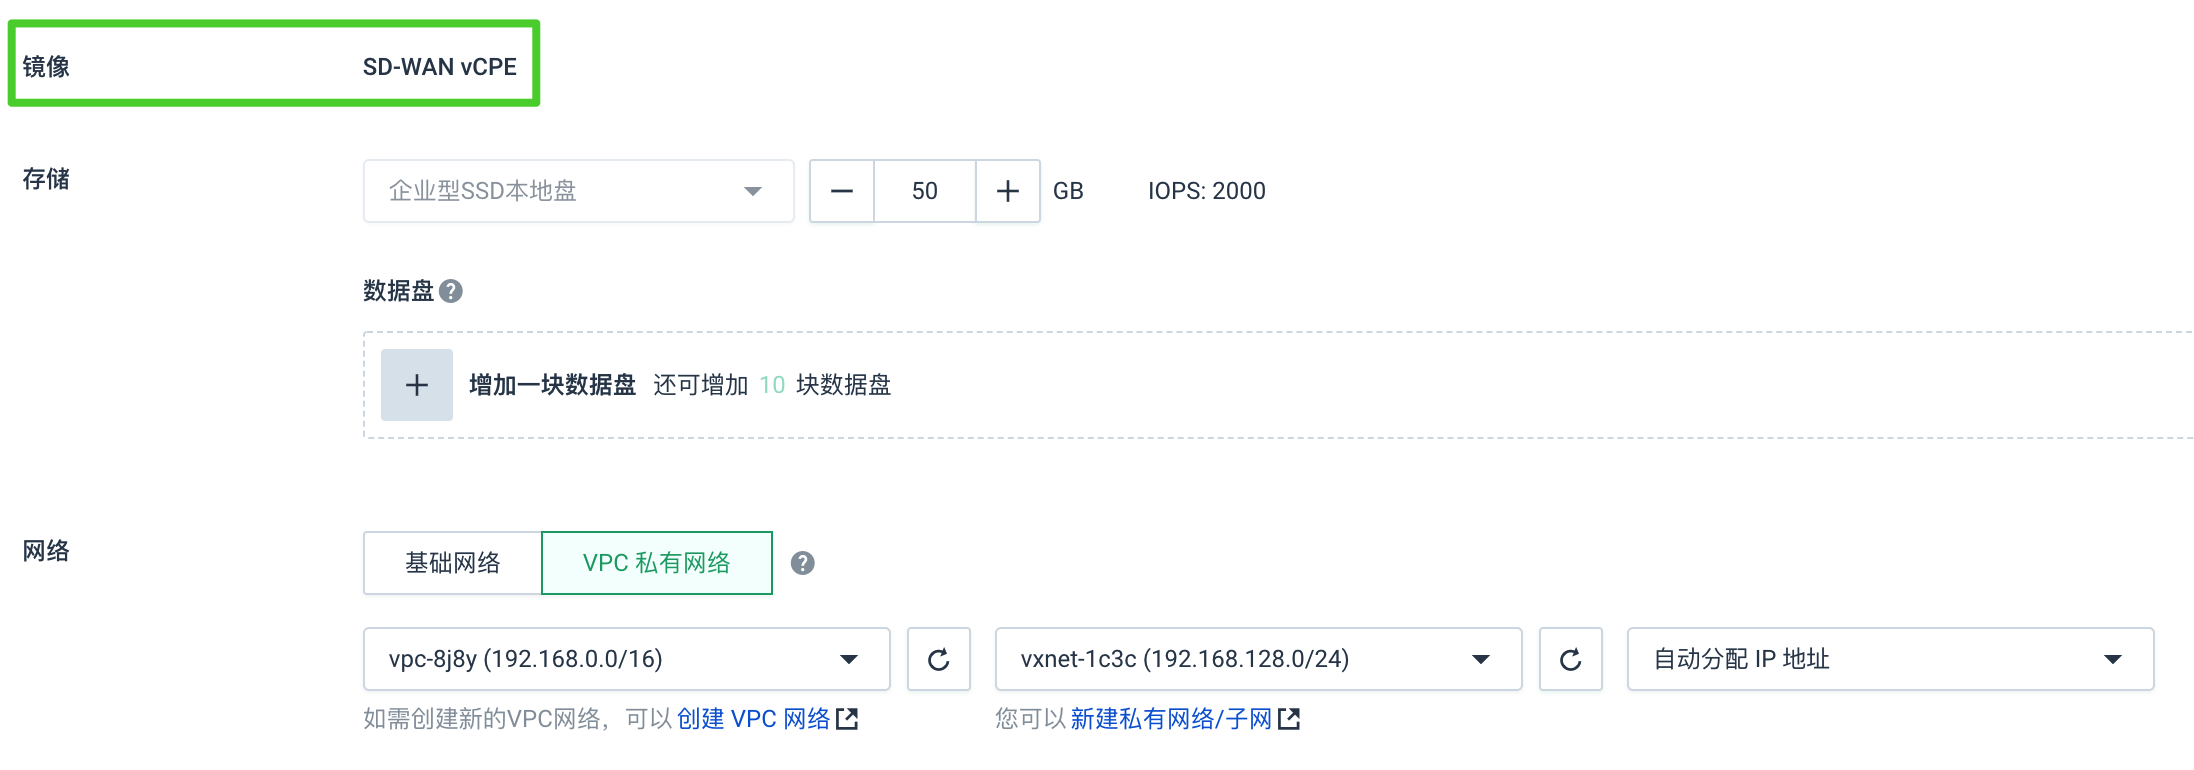 镜像 SD-WAN vCPE
存储 企业型SSD本地盘 50 GB IOPS: 2000
数据盘
增加一块数据盘 还可增加 10 块数据盘
网络 基础网络 VPC 私有网络
vpc-8j8y (192.168.0.0/16) vxnet-1c3c (192.168.128.0/24) 自动分配 IP 地址
如需创建新的VPC网络，可以 创建 VPC 网络 您可以 新建私有网络/子网